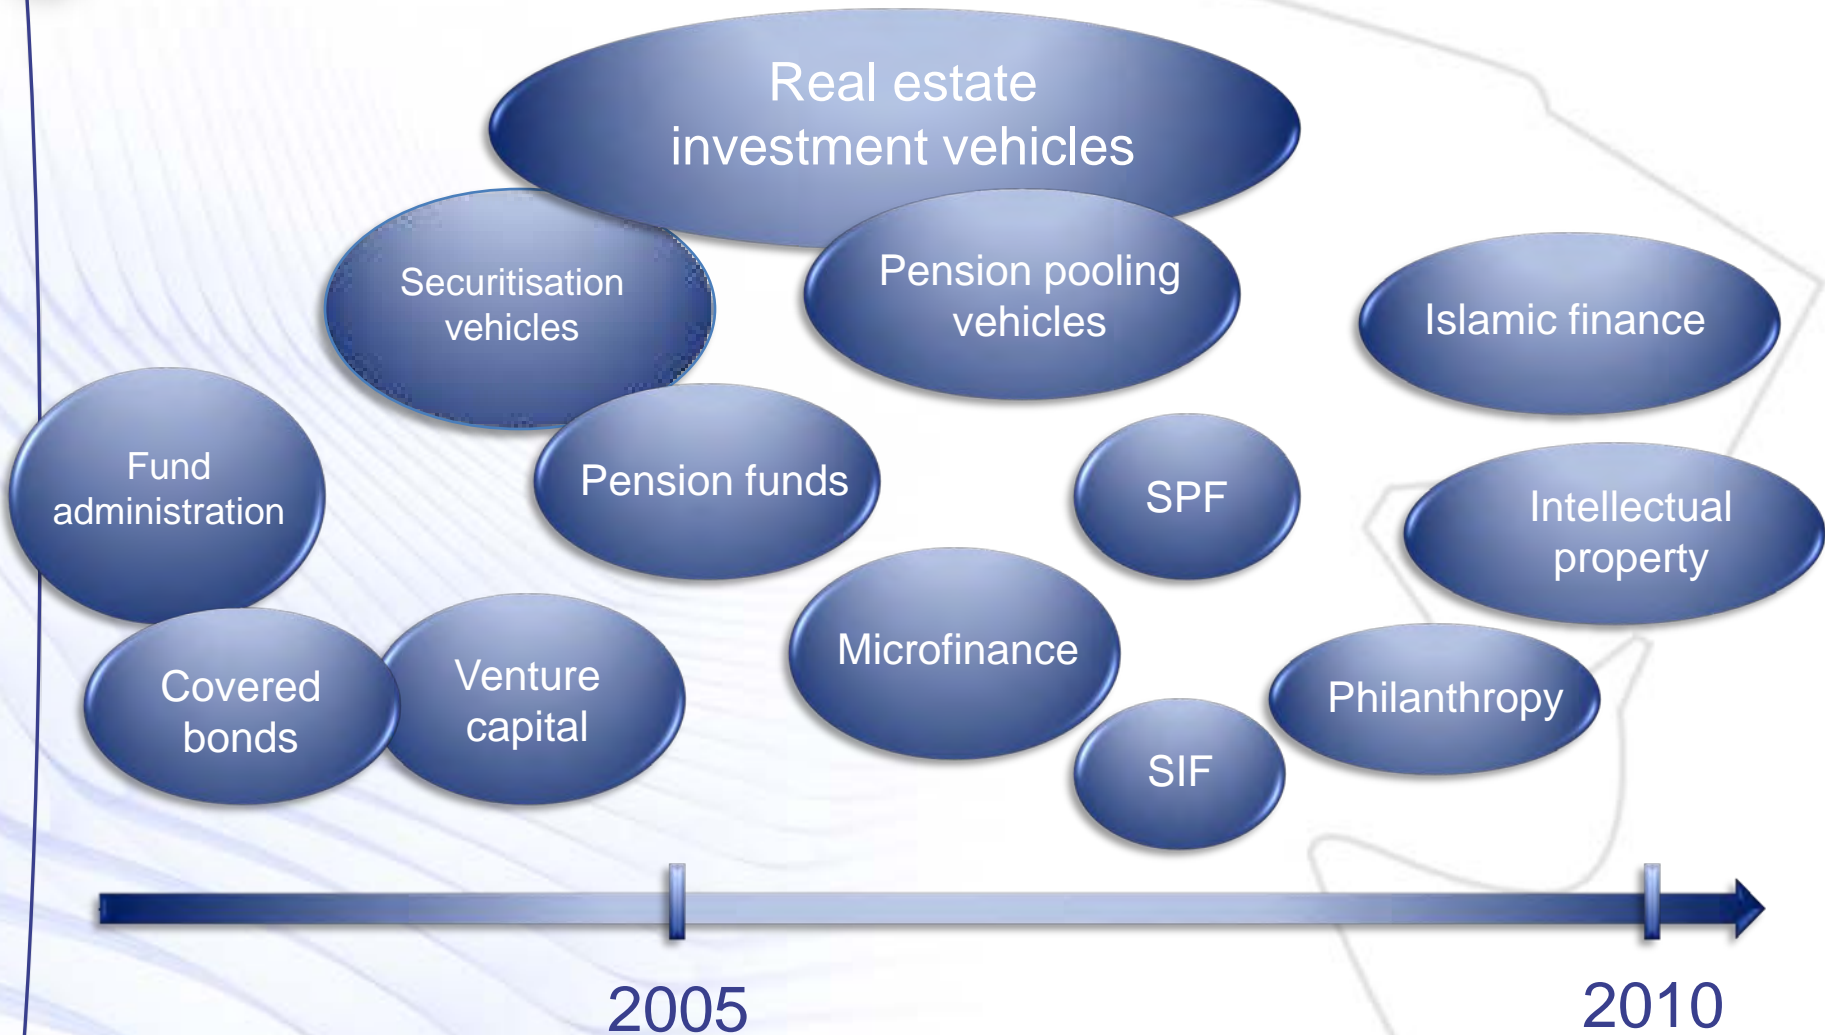 Real estate
investment vehicles
Securitisation
vehicles
Pension pooling
vehicles
Islamic finance
Fund
administration
Pension funds
SPF
Intellectual
property
Covered
bonds
Venture
capital
Microfinance
Philanthropy
SIF
2005
2010